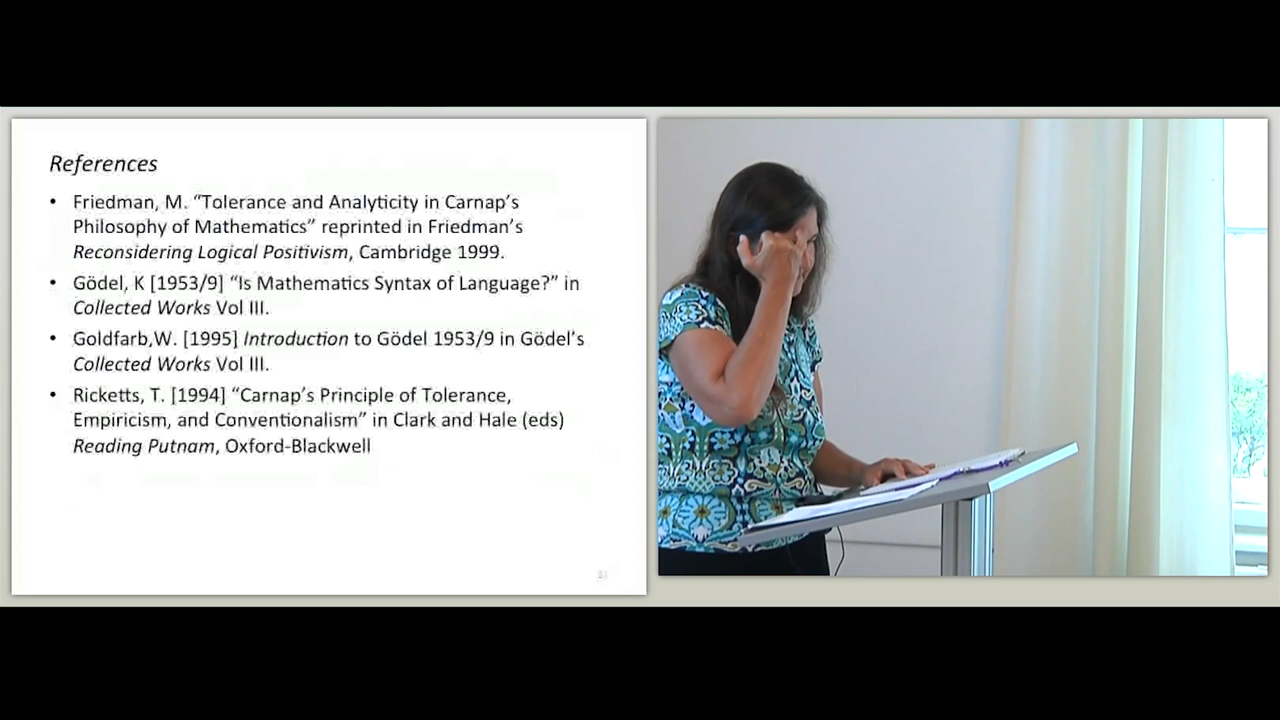 References
• Friedman, M. “Tolerance and Analyticity in Carnap’s
Philosophy of Mathematics” reprinted in Friedman’s
Reconsidering Logical Positivism, Cambridge 1999.
• Gödel, K [1953/9] “Is Mathematics Syntax of Language?” in
Collected Works Vol III.
• Goldfarb,W. [1995] Introduction to Gödel 1953/9 in Gödel’s
Collected Works Vol III.
• Ricketts, T. [1994] “Carnap’s Principle of Tolerance,
Empiricism, and Conventionalism” in Clark and Hale (eds)
Reading Putnam, Oxford-Blackwell